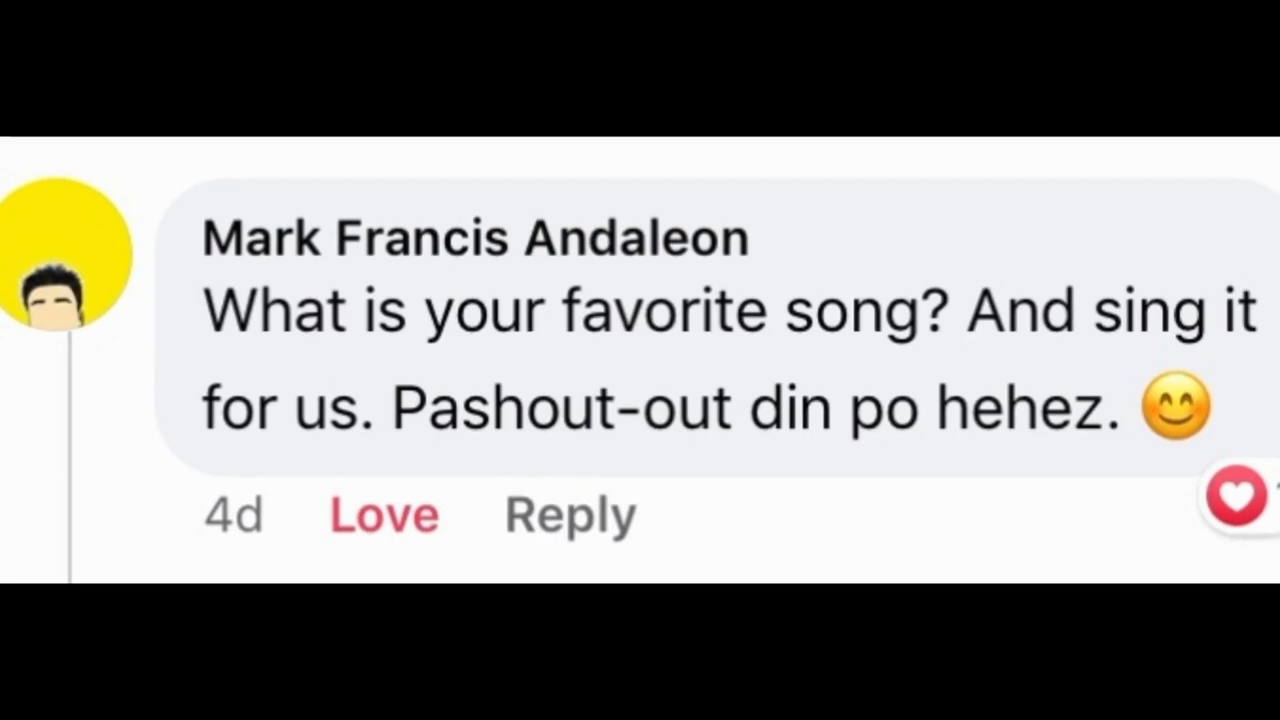 Mark Francis Andaleon
What is your favorite song? And sing it
for us. Pashout-out din po hehez. 😊
4d Love Reply